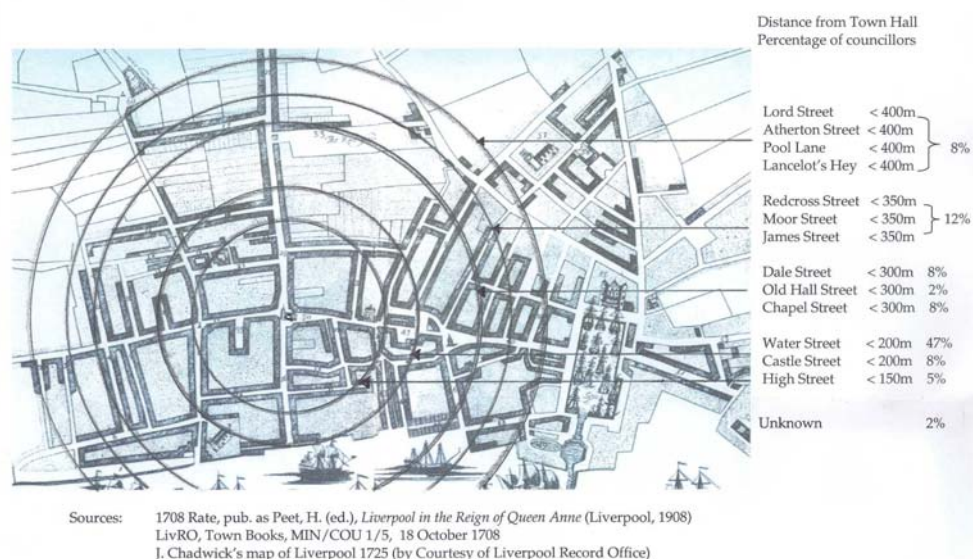 Distance from Town Hall
Percentage of councillors
Lord Street < 400m
Atherton Street < 400m
Pool Lane < 400m
Lancelot's Hey < 400m
8%
Redcross Street < 350m
Moor Street < 350m
James Street < 350m
12%
Dale Street < 300m 8%
Old Hall Street < 300m 2%
Chapel Street < 300m 8%
Water Street < 200m 47%
Castle Street < 200m 8%
High Street < 150m 5%
Unknown 2%
Sources: 1708 Rate, pub. as Peet, H. (ed.), Liverpool in the Reign of Queen Anne (Liverpool, 1908)
LivRO, Town Books, MIN/COU 1/5, 18 October 1708
J. Chadwick's map of Liverpool 1725 (by Courtesy of Liverpool Record Office)